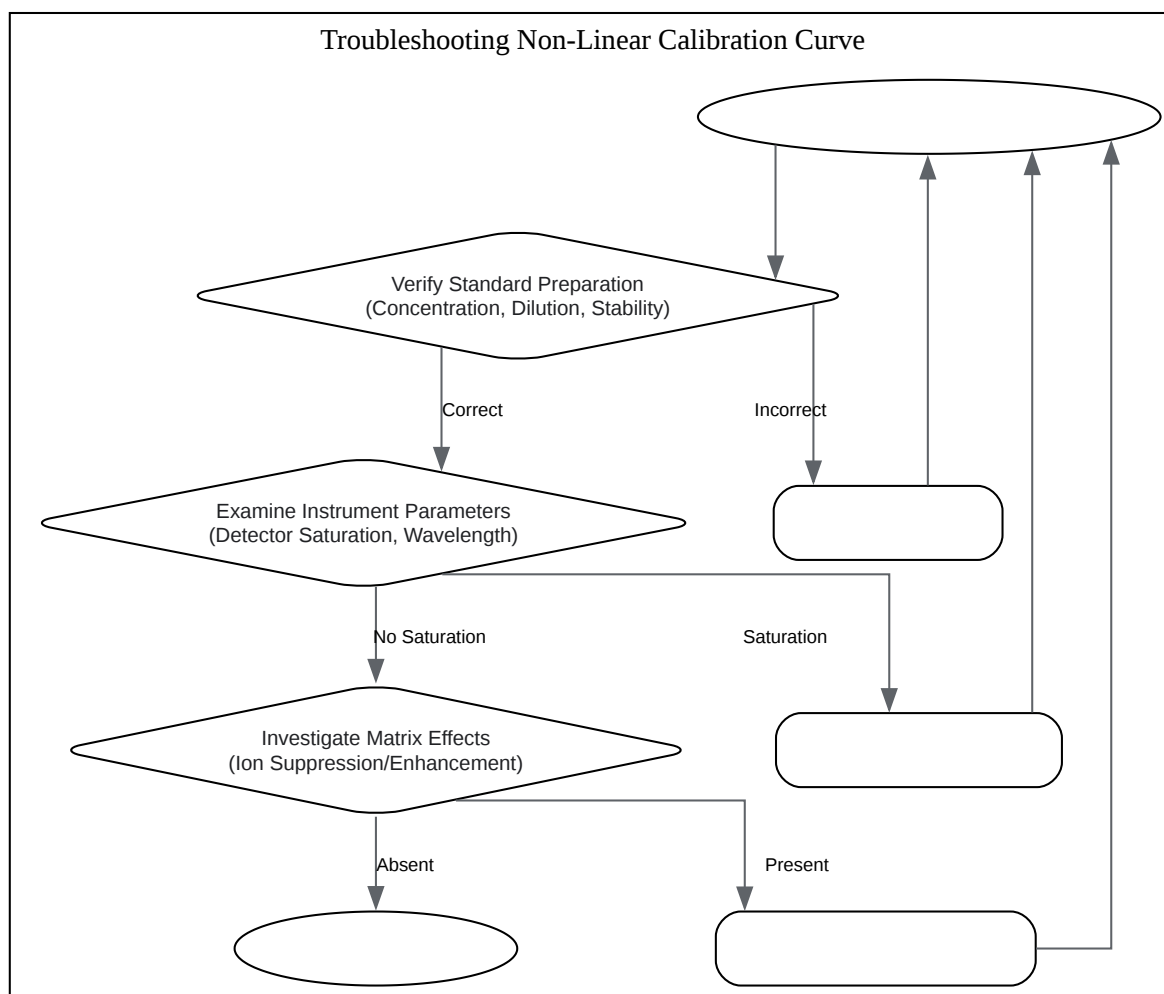 Troubleshooting Non-Linear Calibration Curve
Verify Standard Preparation
(Concentration, Dilution, Stability)
Correct
Incorrect
Examine Instrument Parameters
(Detector Saturation, Wavelength)
No Saturation
Saturation
Investigate Matrix Effects
(Ion Suppression/Enhancement)
Absent
Present